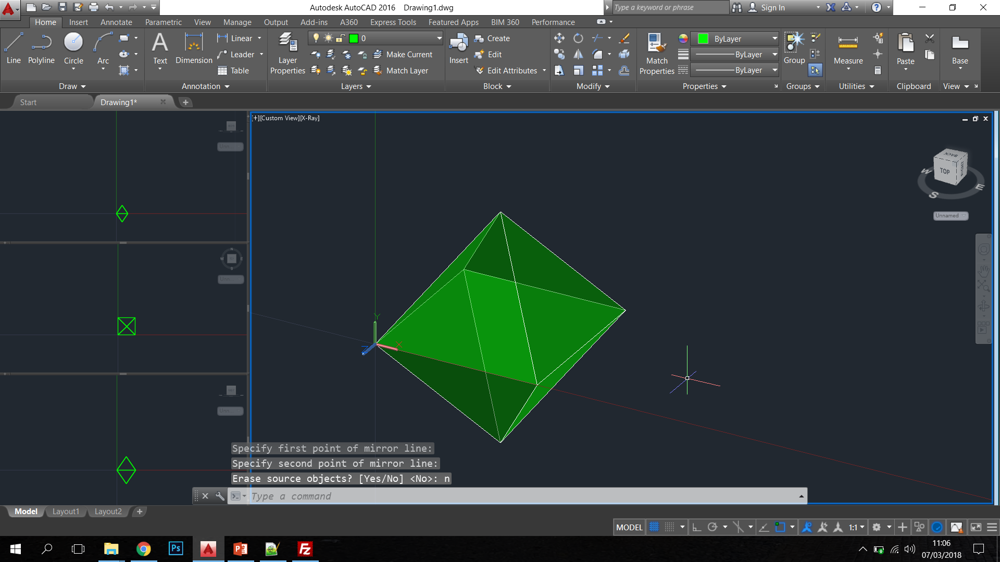 Autodesk AutoCAD 2016 Drawing1.dwg
Type a keyword or phrase
Sign In
Home Insert Annotate Parametric View Manage Output Add-ins A360 Express Tools Featured Apps BIM 360 Performance
Line Polyline Circle Arc
Draw
Text Dimension
Linear
Leader
Table
Annotation
Layer Properties
0
Make Current
Match Layer
Layers
Insert
Create
Edit
Edit Attributes
Block
Modify
Match Properties
ByLayer
ByLayer
ByLayer
Properties
Group
Groups
Measure
Utilities
Paste
Clipboard
Base
View
Start Drawing1*
[+][Custom View][X-Ray]
BACK
TOP
W
S
E
Unnamed
N
W E
S
Y
X
Z
Specify first point of mirror line:
Specify second point of mirror line:
Erase source objects? [Yes/No] <No>: n
Type a command
Model Layout1 Layout2
MODEL
1:1
Ps
Fz
11:06
07/03/2018